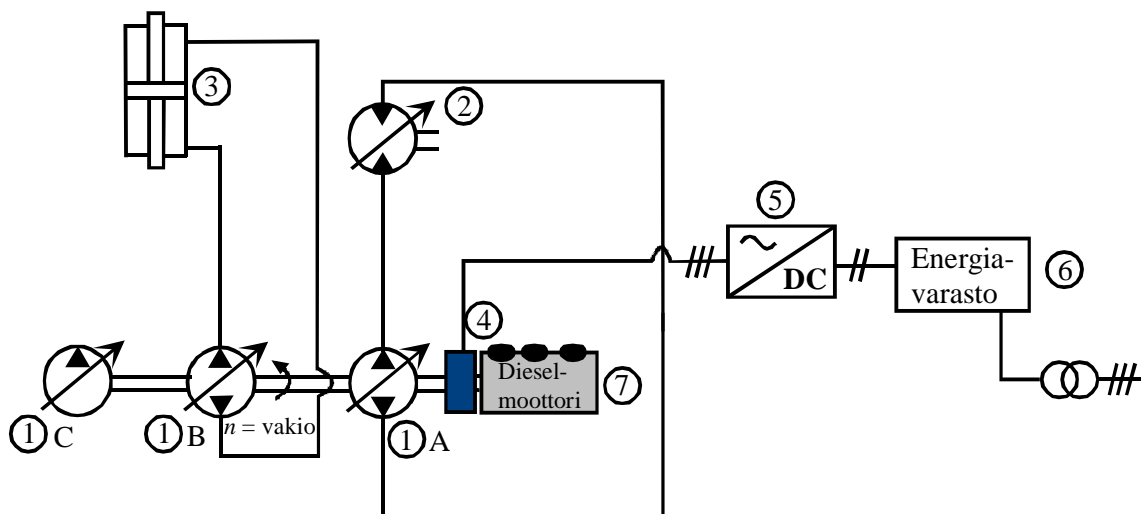 3
2
5
DC
Energia-
varasto
6
4
Diesel-
moottori
7
1 C
1 B
n = vakio
1 A